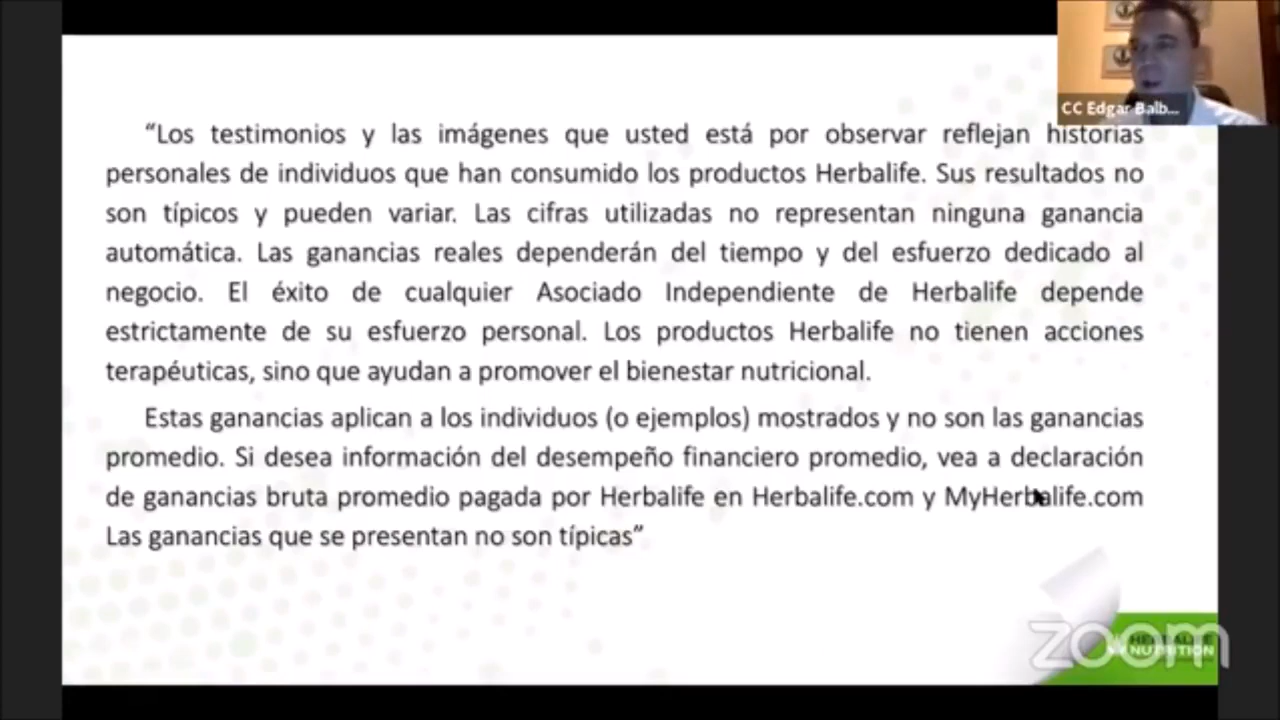 CC Edgar Balb...
“Los testimonios y las imágenes que usted está por observar reflejan historias
personales de individuos que han consumido los productos Herbalife. Sus resultados no
son típicos y pueden variar. Las cifras utilizadas no representan ninguna ganancia
automática. Las ganancias reales dependerán del tiempo y del esfuerzo dedicado al
negocio. El éxito de cualquier Asociado Independiente de Herbalife depende
estrictamente de su esfuerzo personal. Los productos Herbalife no tienen acciones
terapéuticas, sino que ayudan a promover el bienestar nutricional.
Estas ganancias aplican a los individuos (o ejemplos) mostrados y no son las ganancias
promedio. Si desea información del desempeño financiero promedio, vea a declaración
de ganancias bruta promedio pagada por Herbalife en Herbalife.com y MyHerbalife.com
Las ganancias que se presentan no son típicas”
zoom
HERBALIFE
NUTRITION